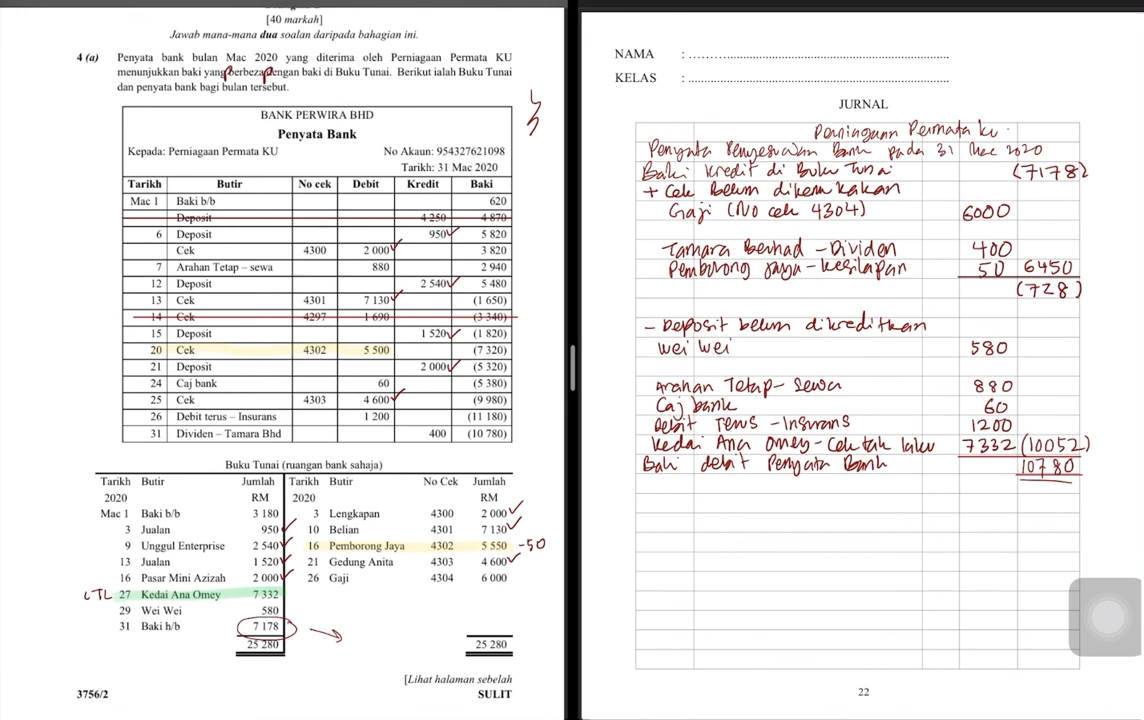 [40 markah]
Jawab mana-mana dua soalan daripada bahagian ini.
4 (a) Penyata bank bulan Mac 2020 yang diterima oleh Perniagaan Permata KU
menunjukkan baki yang berbeza dengan baki di Buku Tunai. Berikut ialah Buku Tunai
dan penyata bank bagi bulan tersebut.
BANK PERWIRA BHD
Penyata Bank
Kepada: Perniagaan Permata KU No Akaun: 954327621098
Tarikh: 31 Mac 2020
Tarikh Butir No cek Debit Kredit Baki
Mac 1 Baki b/b 620
Deposit 4 250 4 870
6 Deposit 950 5 820
Cek 4300 2 000 3 820
7 Arahan Tetap – sewa 880 2 940
12 Deposit 2 540 5 480
13 Cek 4301 7 130 (1 650)
14 Cek 4297 1 690 (3 340)
15 Deposit 1 520 (1 820)
20 Cek 4302 5 500 (7 320)
21 Deposit 2 000 (5 320)
24 Caj bank 60 (5 380)
25 Cek 4303 4 600 (9 980)
26 Debit terus – Insurans 1 200 (11 180)
31 Dividen – Tamara Bhd 400 (10 780)
Buku Tunai (ruangan bank sahaja)
Tarikh Butir Jumlah Tarikh Butir No Cek Jumlah
2020 RM 2020 RM
Mac 1 Baki b/b 3 180 3 Lengkapan 4300 2 000
3 Jualan 950 10 Belian 4301 7 130
9 Unggul Enterprise 2 540 16 Pemborong Jaya 4302 5 550 -50
13 Jualan 1 520 21 Gedung Anita 4303 4 600
16 Pasar Mini Azizah 2 000 26 Gaji 4304 6 000
CTL 27 Kedai Ana Omey 7 332
29 Wei Wei 580
31 Baki h/b 7 178
25 280 25 280
[Lihat halaman sebelah
3756/2 SULIT
NAMA :
KELAS :
JURNAL
Perniagaan Permata Ku.
Penyata Penyesuaian Bank pada 31 Mac 2020
Baki kredit di Buku Tunai (7178)
+ Cek Belum dikemukakan
Gaji (No cek 4304) 6000
Tamara Berhad - Dividen 400
Pemborong Jaya - kesilapan 50 6450
(728)
- Deposit belum dikreditkan
Wei Wei 580
Arahan Tetap - Sewa 880
Caj bank 60
Debit Terus - Insurans 1200
Kedai Ana Omey - Cek tak laku 7332 (10052)
Baki debit Penyata Bank 10780
22